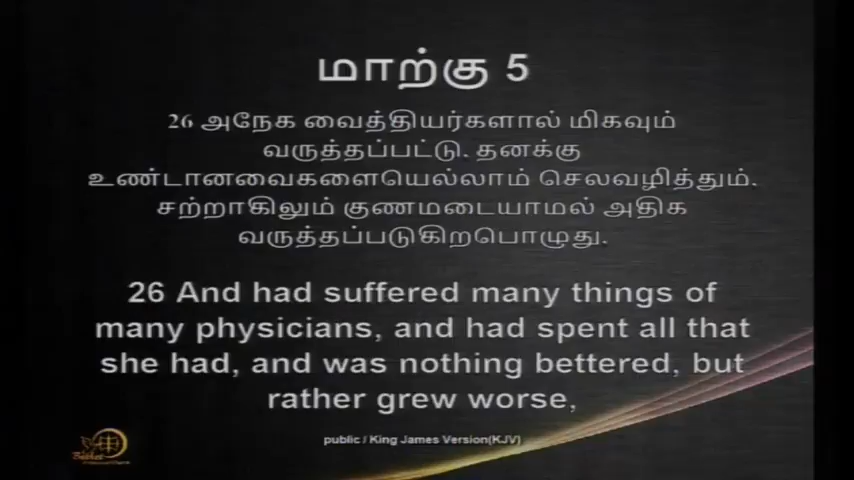 மாற்கு 5
26 அநேக வைத்தியர்களால் மிகவும்
வருத்தப்பட்டு. தனக்கு
உண்டானவைகளையெல்லாம் செலவழித்தும்.
சற்றாகிலும் குணமடையாமல் அதிக
வருத்தப்படுகிறபொழுது.
26 And had suffered many things of
many physicians, and had spent all that
she had, and was nothing bettered, but
rather grew worse,
public / King James Version(KJV)